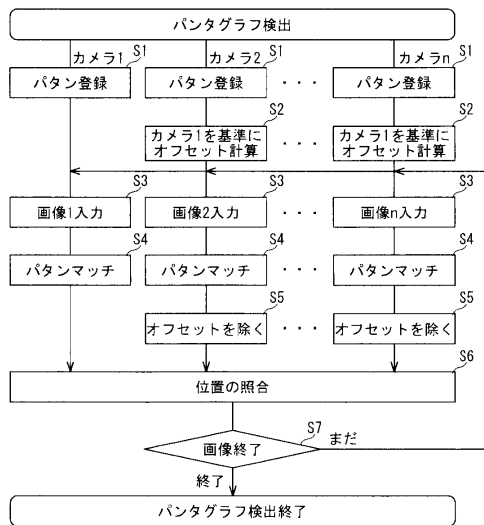 パンタグラフ検出
カメラ1 S1 カメラ2 S1 カメラn S1
パタン登録 パタン登録 ・・・ パタン登録
S2 S2
カメラ1を基準に
オフセット計算
・・・
カメラ1を基準に
オフセット計算
S3 S3 S3
画像1入力 画像2入力 ・・・ 画像n入力
S4 S4 S4
パタンマッチ パタンマッチ ・・・ パタンマッチ
S5 S5
オフセットを除く ・・・ オフセットを除く
S6
位置の照合
S7
画像終了 まだ
終了
パンタグラフ検出終了